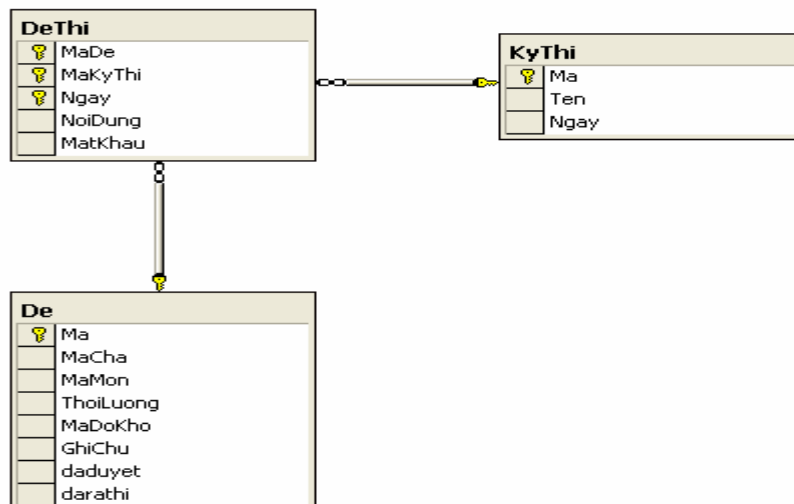 DeThi
MaDe
MaKyThi
Ngay
NoiDung
MatKhau
KyThi
Ma
Ten
Ngay
De
Ma
MaCha
MaMon
ThoiLuong
MaDoKho
GhiChu
daduyet
darathi